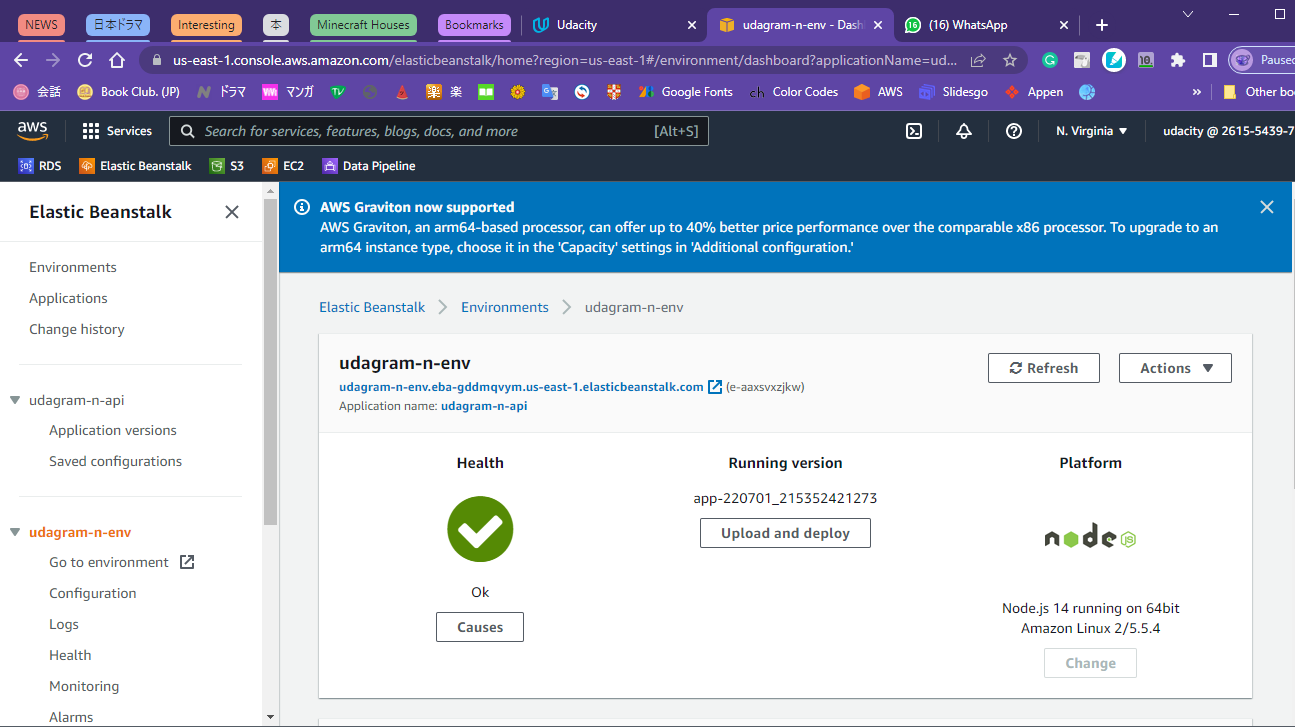 NEWS
日本ドラマ
Interesting
本
Minecraft Houses
Bookmarks
Udacity
udagram-n-env - Dash
(16) WhatsApp
us-east-1.console.aws.amazon.com/elasticbeanstalk/home?region=us-east-1#/environment/dashboard?applicationName=ud...
Paused
会話
Book Club. (JP)
ドラマ
マンガ
楽
Google Fonts
ch Color Codes
AWS
Slidesgo
Appen
»
Other bo
aws
Services
Search for services, features, blogs, docs, and more
[Alt+S]
N. Virginia
udacity @ 2615-5439-7
RDS
Elastic Beanstalk
S3
EC2
Data Pipeline
Elastic Beanstalk
Environments
Applications
Change history
udagram-n-api
Application versions
Saved configurations
udagram-n-env
Go to environment
Configuration
Logs
Health
Monitoring
Alarms
AWS Graviton now supported
AWS Graviton, an arm64-based processor, can offer up to 40% better price performance over the comparable x86 processor. To upgrade to an
arm64 instance type, choose it in the 'Capacity' settings in 'Additional configuration.'
Elastic Beanstalk
Environments
udagram-n-env
udagram-n-env
udagram-n-env.eba-gddmqvym.us-east-1.elasticbeanstalk.com (e-aaxsvxzjkw)
Application name: udagram-n-api
Refresh
Actions
Health
Ok
Causes
Running version
app-220701_215352421273
Upload and deploy
Platform
node JS
Node.js 14 running on 64bit
Amazon Linux 2/5.5.4
Change